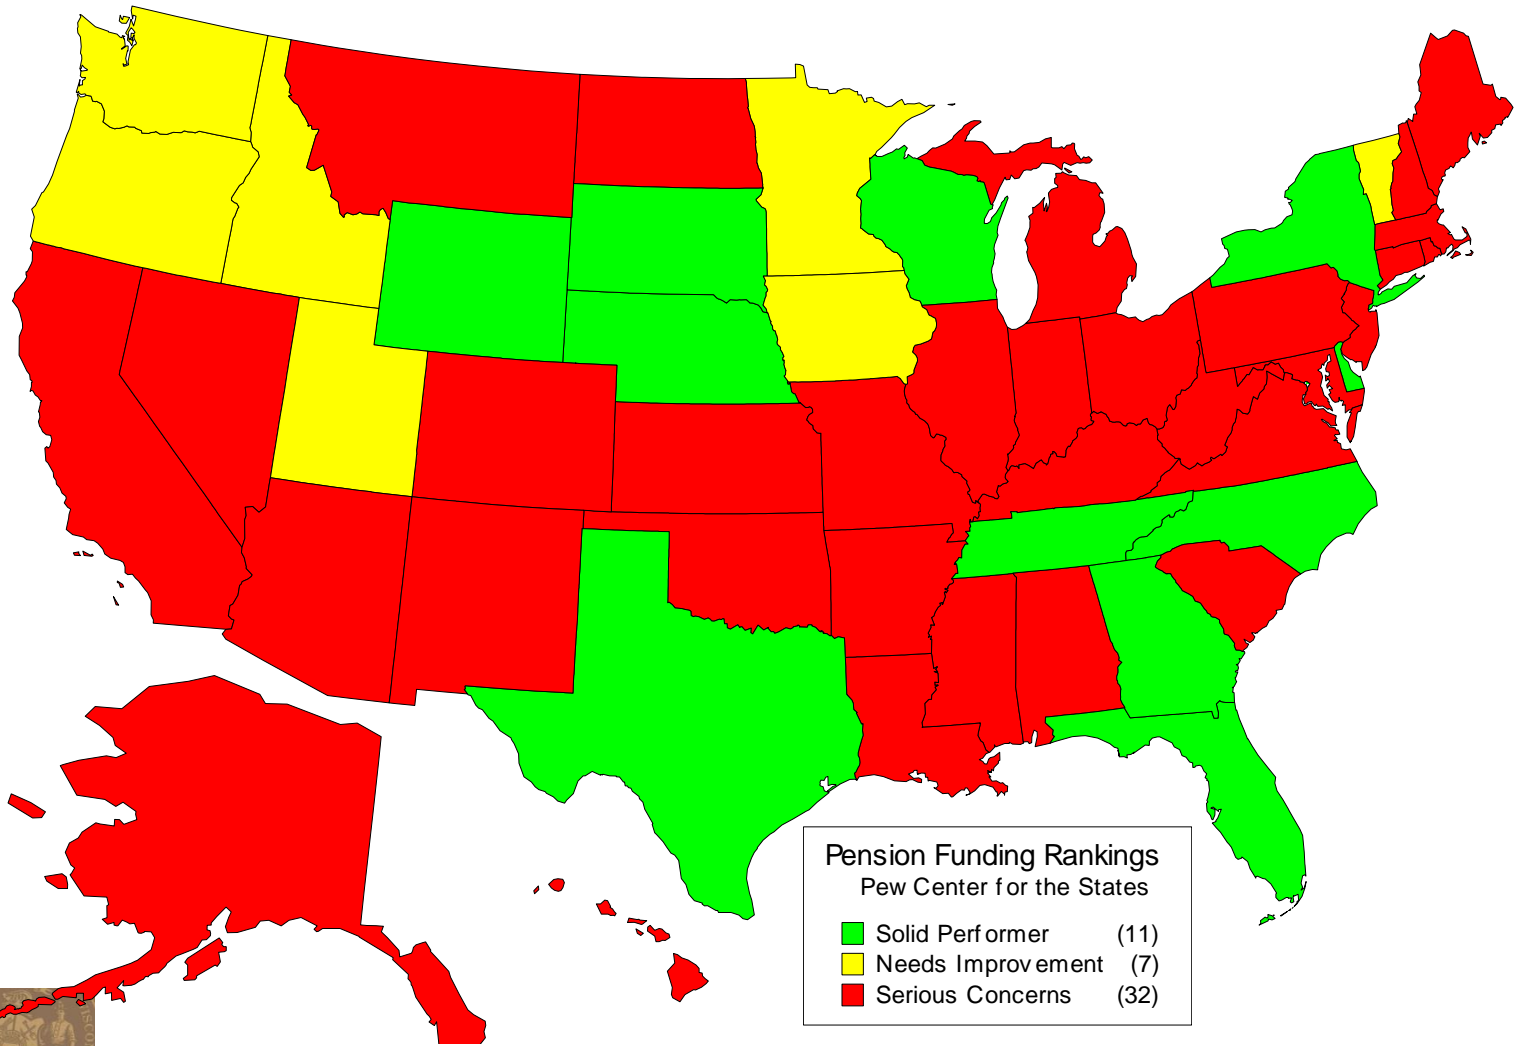 Pension Funding Rankings
Pew Center for the States
Solid Performer (11)
Needs Improvement (7)
Serious Concerns (32)